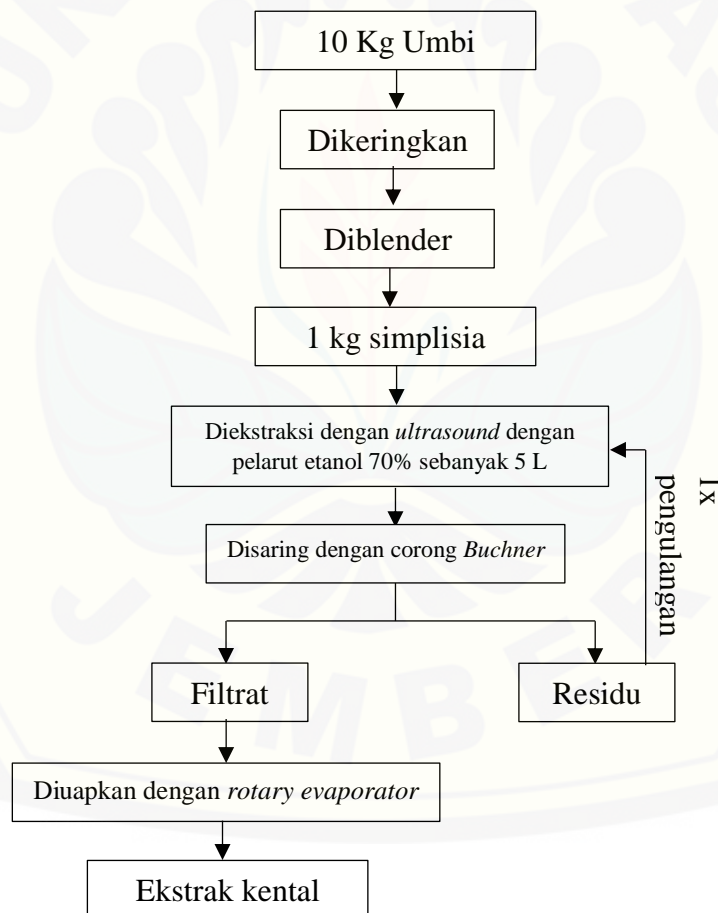 10 Kg Umbi
Dikeringkan
Diblender
1 kg simplisia
Diekstraksi dengan ultrasound dengan
pelarut etanol 70% sebanyak 5 L
1x
pengulangan
Disaring dengan corong Buchner
Filtrat
Residu
Diuapkan dengan rotary evaporator
Ekstrak kental
JEMBER